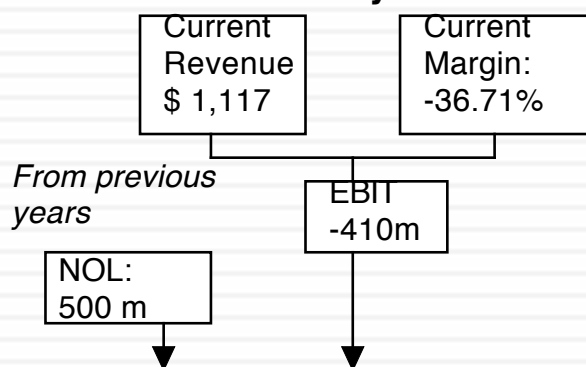 Current
Revenue
$ 1,117
Current
Margin:
-36.71%
From previous
years
EBIT
-410m
NOL:
500 m